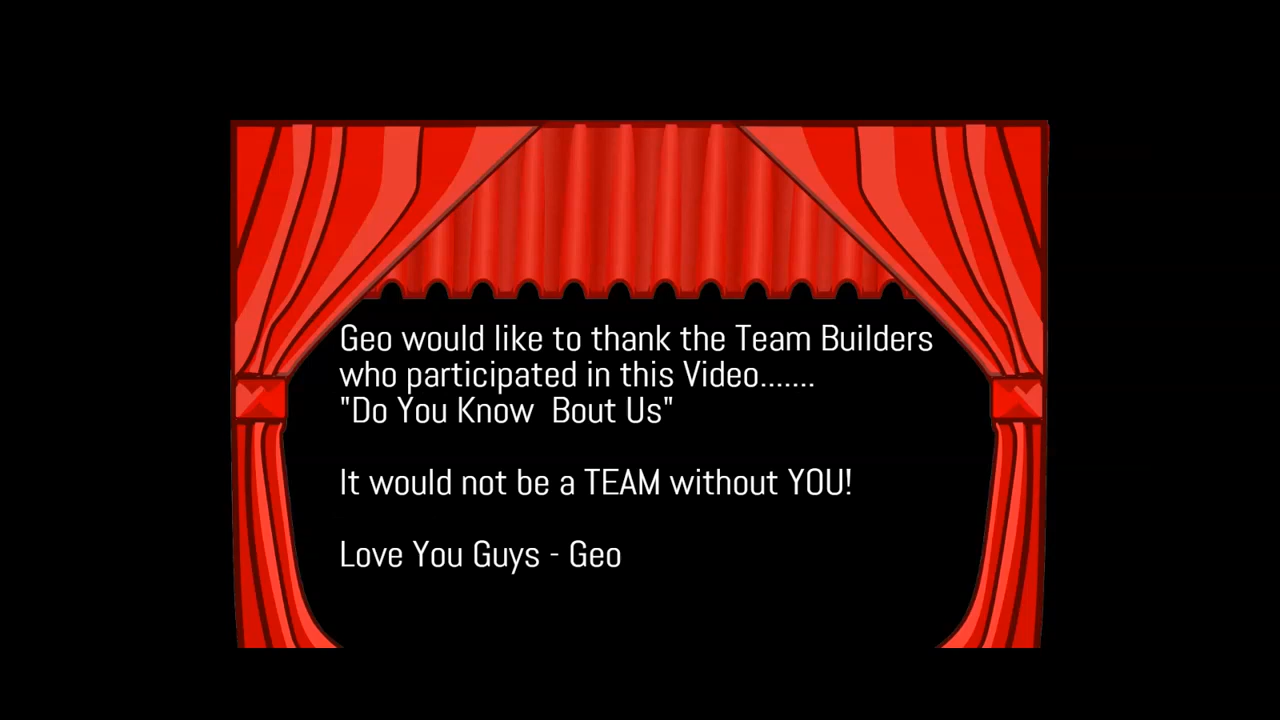 Geo would like to thank the Team Builders
who participated in this Video.......
"Do You Know  Bout Us"
It would not be a TEAM without YOU!
Love You Guys - Geo